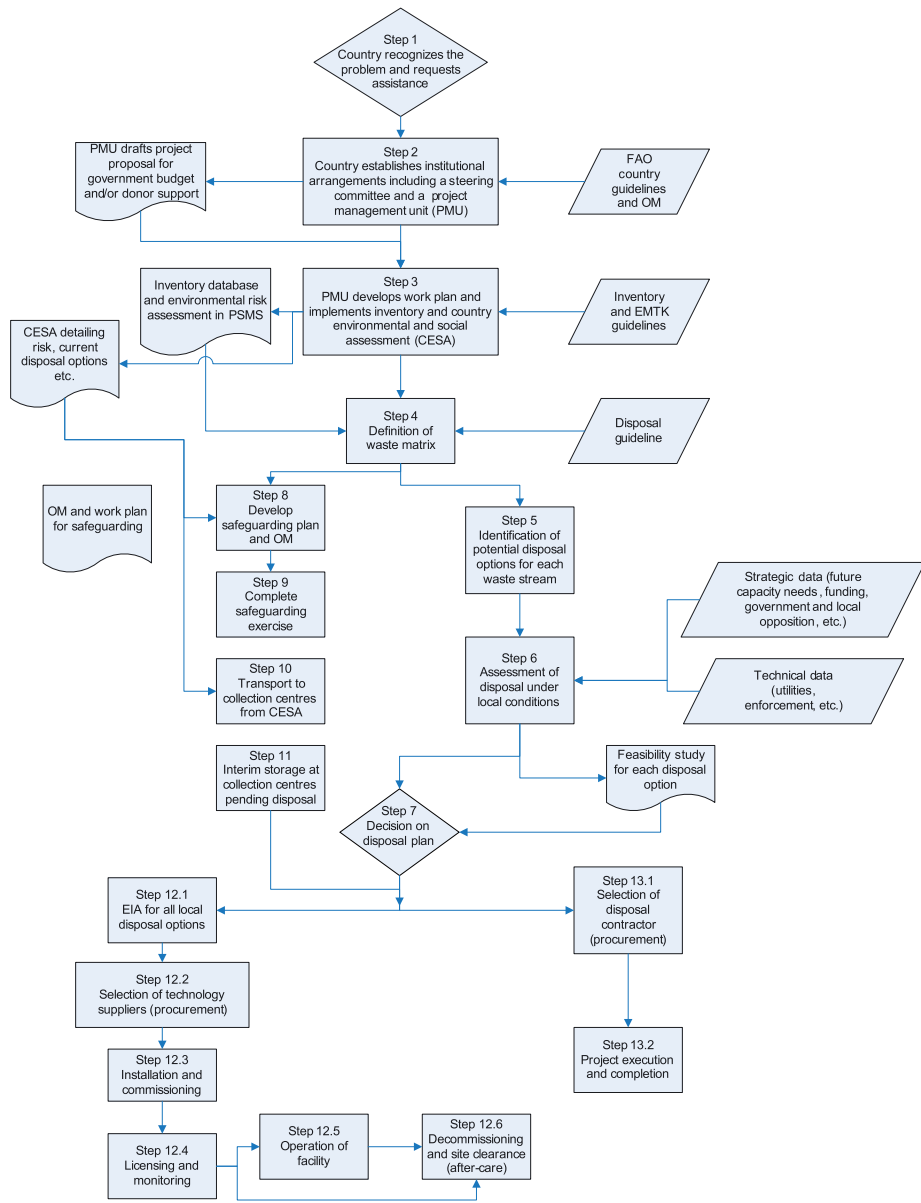 Step 1
Country recognizes the
problem and requests
assistance
PMU drafts project
proposal for
government budget
and/or donor support
Step 2
Country establishes institutional
arrangements including a steering
committee and a project
management unit (PMU)
FAO
country
guidelines
and OM
Inventory database
and environmental risk
assessment in PSMS
Step 3
PMU develops work plan and
implements inventory and country
environmental and social
assessment (CESA)
Inventory
and EMTK
guidelines
CESA detailing
risk, current
disposal options
etc.
Step 4
Definition of
waste matrix
Disposal
guideline
OM and work plan
for safeguarding
Step 8
Develop
safeguarding plan
and OM
Step 5
Identification of
potential disposal
options for each
waste stream
Step 9
Complete
safeguarding
exercise
Strategic data (future
capacity needs, funding,
government and local
opposition, etc.)
Step 10
Transport to
collection centres
from CESA
Step 6
Assessment of
disposal under
local conditions
Technical data
(utilities,
enforcement, etc.)
Step 11
Interim storage at
collection centres
pending disposal
Feasibility study
for each disposal
option
Step 7
Decision on
disposal plan
Step 12.1
EIA for all local
disposal options
Step 13.1
Selection of
disposal
contractor
(procurement)
Step 12.2
Selection of technology
suppliers (procurement)
Step 12.3
Installation and
commissioning
Step 13.2
Project execution
and completion
Step 12.4
Licensing and
monitoring
Step 12.5
Operation of
facility
Step 12.6
Decommissioning
and site clearance
(after-care)